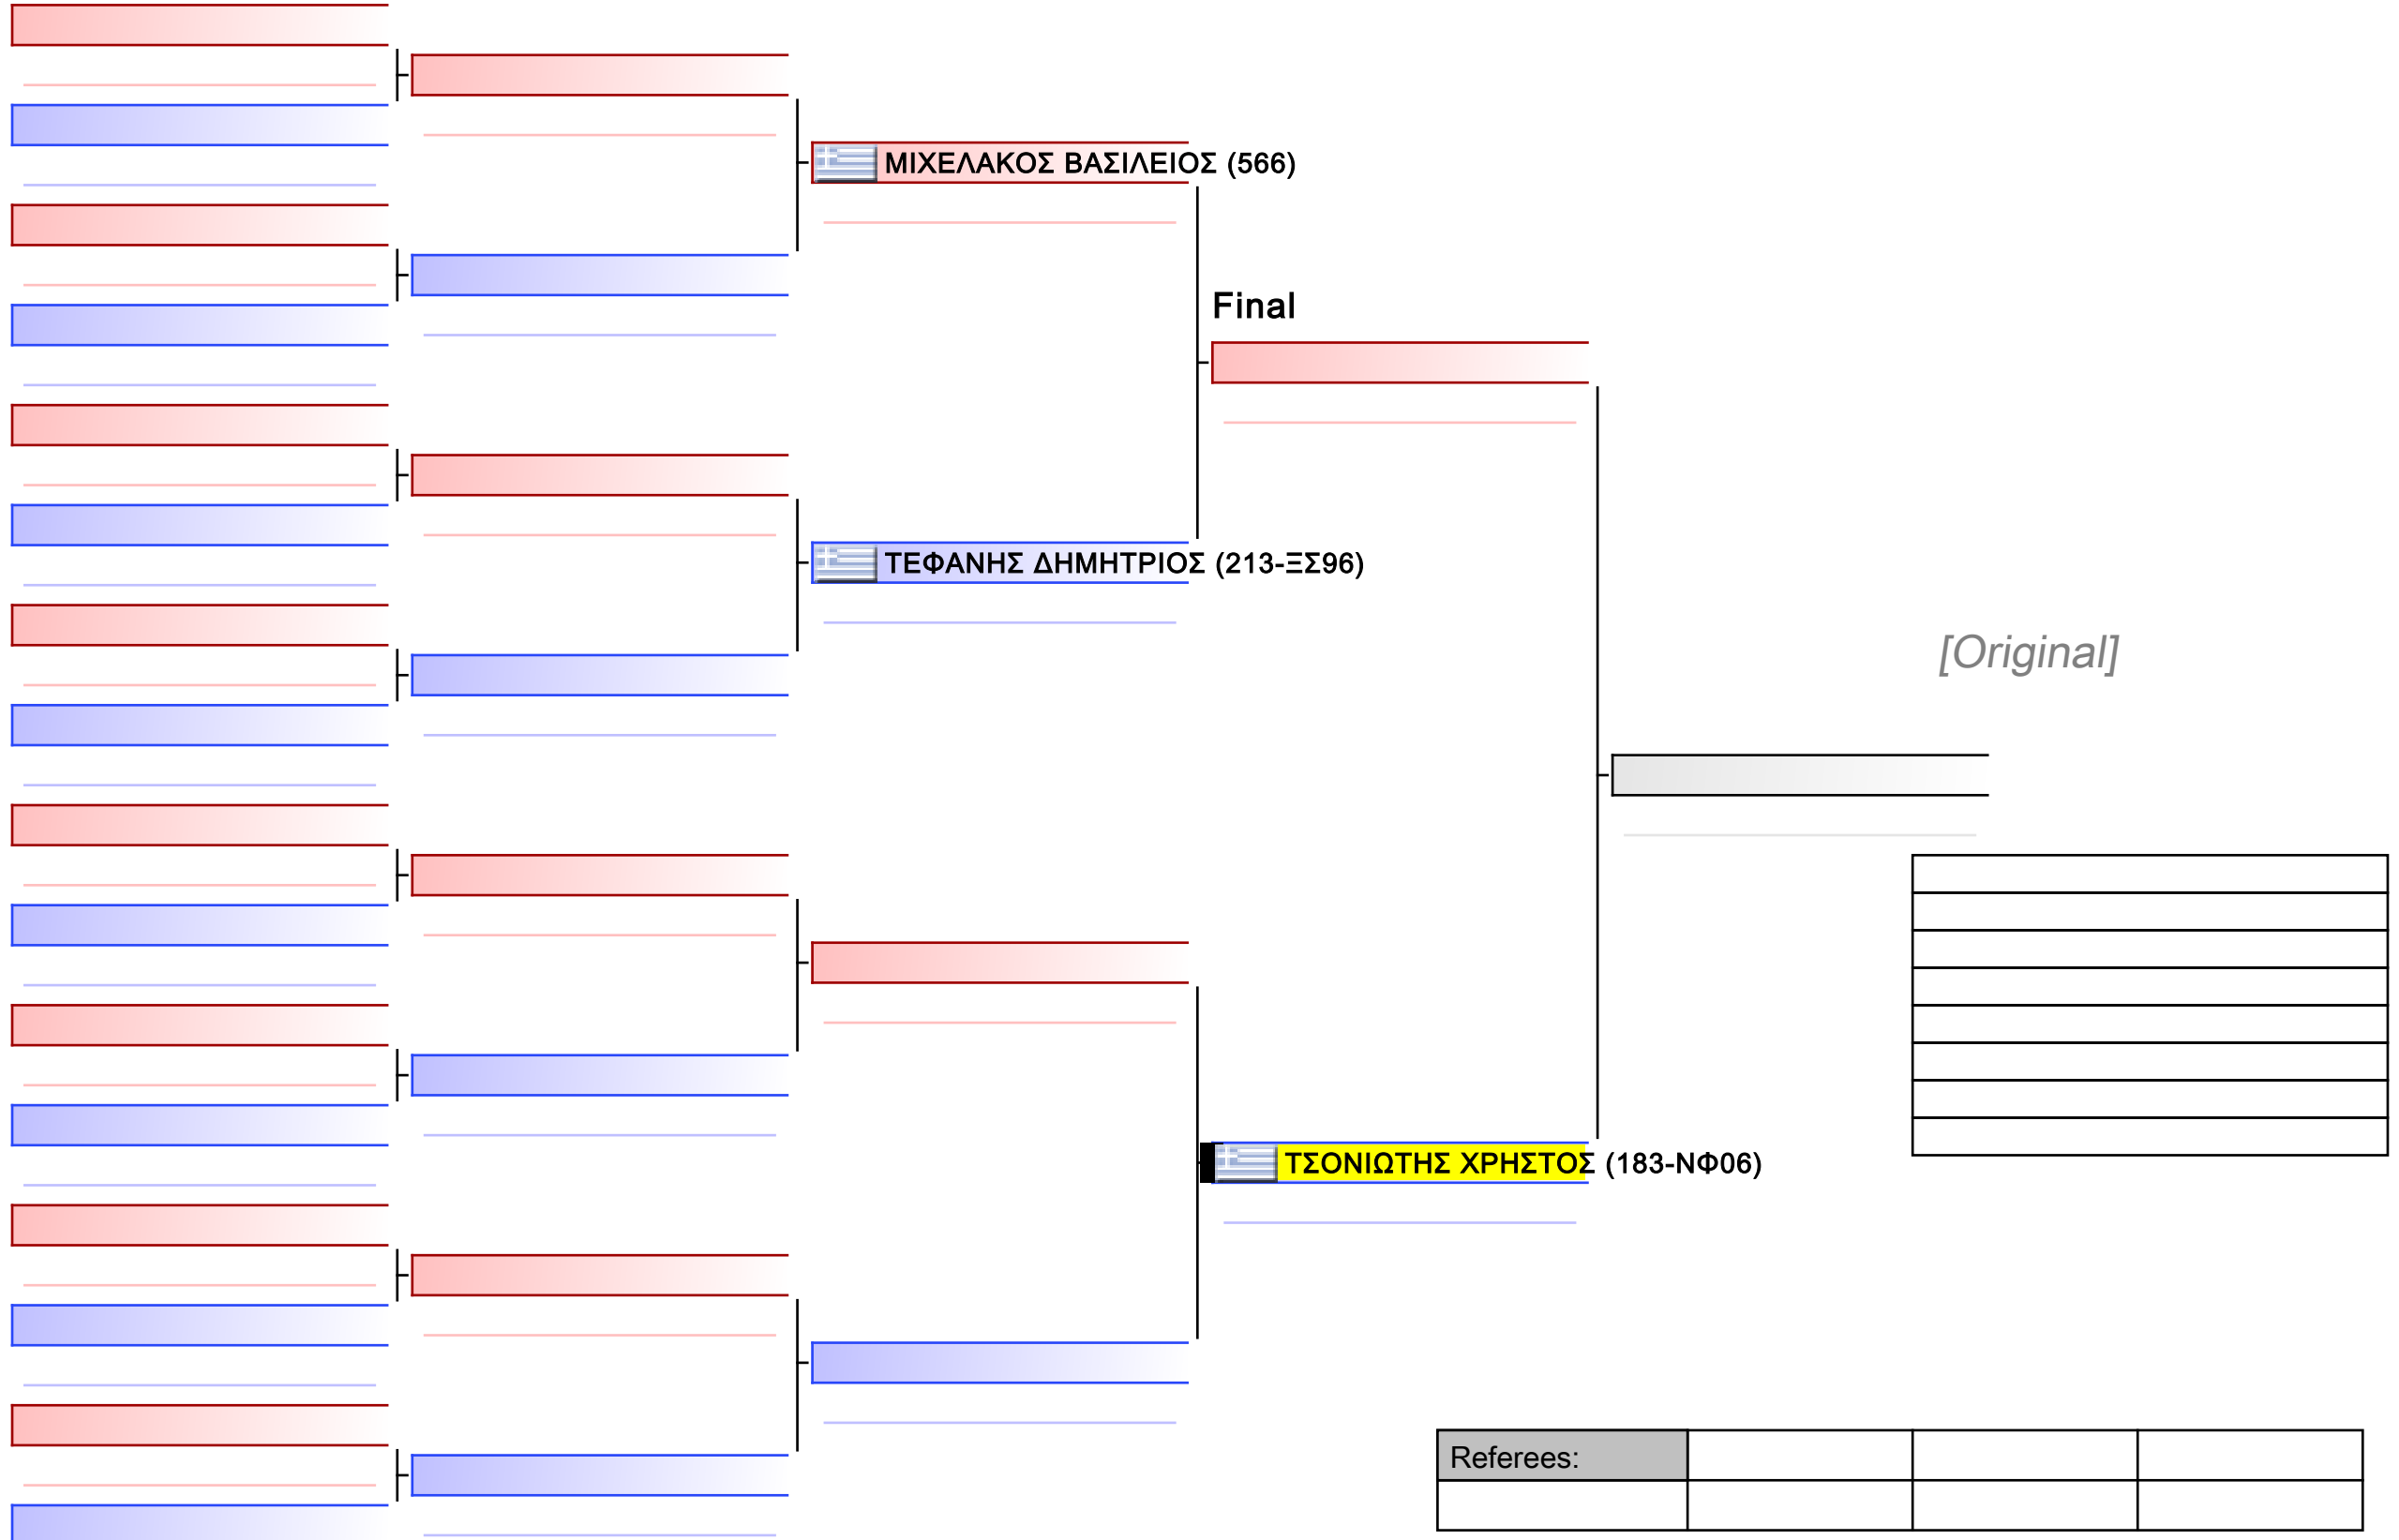 ΜΙΧΕΛΑΚΟΣ ΒΑΣΙΛΕΙΟΣ (566)
Final
ΤΕΦΑΝΗΣ ΔΗΜΗΤΡΙΟΣ (213-ΞΣ96)
[Original]
ΤΣΟΝΙΩΤΗΣ ΧΡΗΣΤΟΣ (183-ΝΦ06)
Referees: